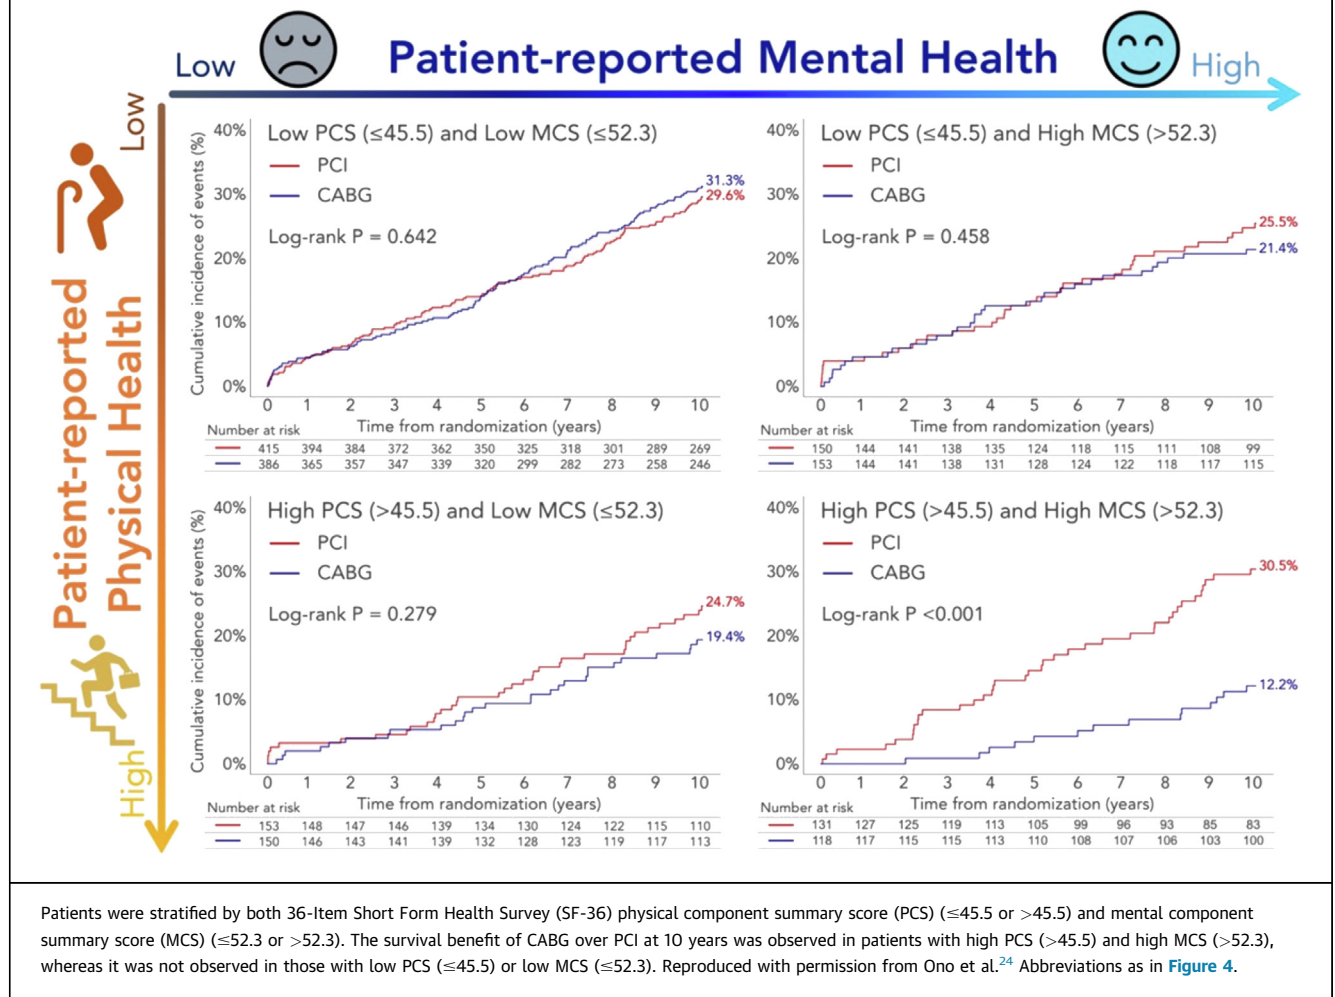 Low
Patient-reported Mental Health
High
Low
Patient-reported
Physical Health
High
Cumulative incidence of events (%)
40%
30%
20%
10%
0%
Low PCS (≤45.5) and Low MCS (≤52.3)
PCI
CABG
Log-rank P = 0.642
31.3%
29.6%
0 1 2 3 4 5 6 7 8 9 10
Number at risk
Time from randomization (years)
415 394 384 372 362 350 325 318 301 289 269
386 365 357 347 339 320 299 282 273 258 246
40%
30%
20%
10%
0%
Low PCS (≤45.5) and High MCS (>52.3)
PCI
CABG
Log-rank P = 0.458
25.5%
21.4%
0 1 2 3 4 5 6 7 8 9 10
Number at risk
Time from randomization (years)
150 144 141 138 135 124 118 115 111 108 99
153 144 141 138 131 128 124 122 118 117 115
Cumulative incidence of events (%)
40%
30%
20%
10%
0%
High PCS (>45.5) and Low MCS (≤52.3)
PCI
CABG
Log-rank P = 0.279
24.7%
19.4%
0 1 2 3 4 5 6 7 8 9 10
Number at risk
Time from randomization (years)
153 148 147 146 139 134 130 124 122 115 110
150 146 143 141 139 132 128 123 119 117 113
40%
30%
20%
10%
0%
High PCS (>45.5) and High MCS (>52.3)
PCI
CABG
Log-rank P <0.001
30.5%
12.2%
0 1 2 3 4 5 6 7 8 9 10
Number at risk
Time from randomization (years)
131 127 125 119 113 105 99 96 93 85 83
118 117 115 115 113 110 108 107 106 103 100
Patients were stratified by both 36-Item Short Form Health Survey (SF-36) physical component summary score (PCS) (≤45.5 or >45.5) and mental component
summary score (MCS) (≤52.3 or >52.3). The survival benefit of CABG over PCI at 10 years was observed in patients with high PCS (>45.5) and high MCS (>52.3),
whereas it was not observed in those with low PCS (≤45.5) or low MCS (≤52.3). Reproduced with permission from Ono et al.24 Abbreviations as in Figure 4.